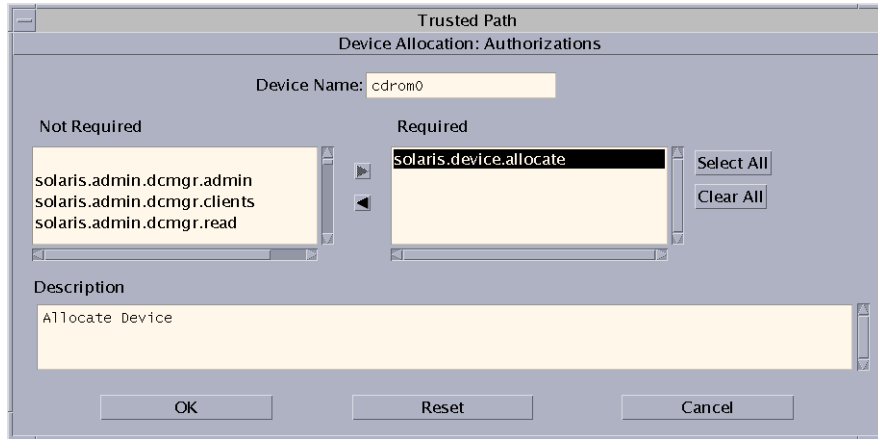 Trusted Path
Device Allocation: Authorizations
Device Name: cdrom0
Not Required
Required
solaris.admin.dcmgr.admin
solaris.admin.dcmgr.clients
solaris.admin.dcmgr.read
solaris.device.allocate
Select All
Clear All
Description
Allocate Device
OK
Reset
Cancel